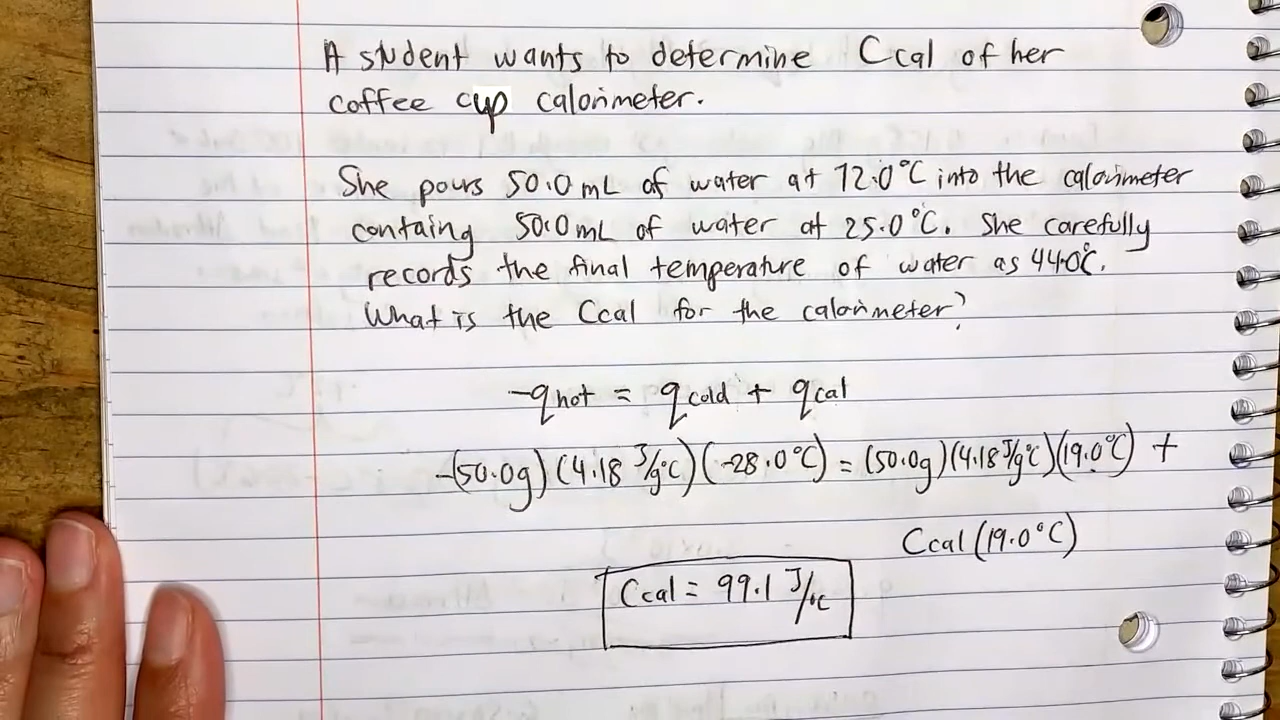 A student wants to determine Ccal of her
coffee cup calorimeter.
She pours 50.0 mL of water at 72.0°C into the calorimeter
containg 50.0 mL of water at 25.0°C. She carefully
records the final temperature of water as 44.0°C.
What is the Ccal for the calorimeter?
-qhot = qcold + qcal
-(50.0g)(4.18 J/g°C)(-28.0°C) = (50.0g)(4.18 J/g°C)(19.0°C) +
Ccal (19.0°C)
Ccal = 99.1 J/°C